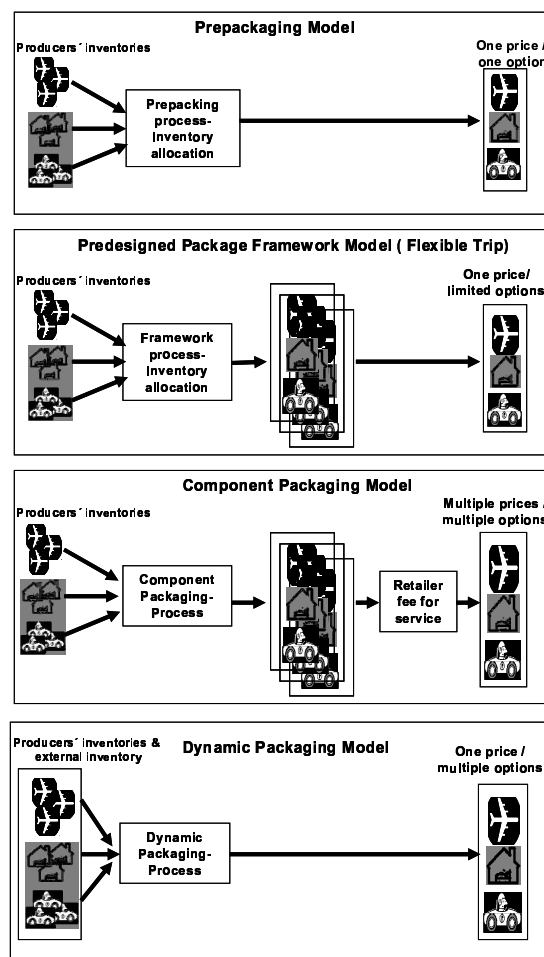 Prepackaging Model
Producers´ inventories
One price /
one option
Prepacking
process-
Inventory
allocation
Predesigned Package Framework Model ( Flexible Trip)
Producers´ inventories
One price/
limited options
Framework
process-
Inventory
allocation
Component Packaging Model
Producers´ inventories
Multiple prices /
multiple options
Component
Packaging-
Process
Retailer
fee for
service
Producers´ inventories &
external inventory
Dynamic Packaging Model
One price /
multiple options
Dynamic
Packaging-
Process